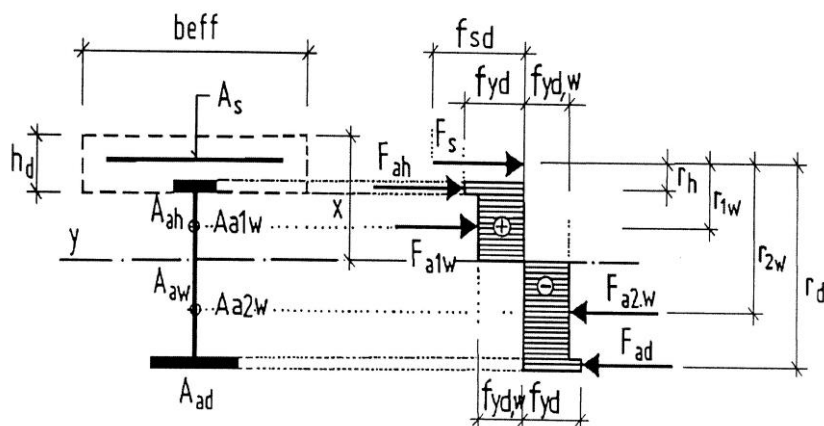 beff
fsd
fyd
fyd,w
As
Fs
hd
Fah
rh
Aah
Aa1w
x
r1w
y
Fa1w
r2w
Aaw
Aa2w
Fa2.w
rd
Fad
Aad
fyd,w
fyd